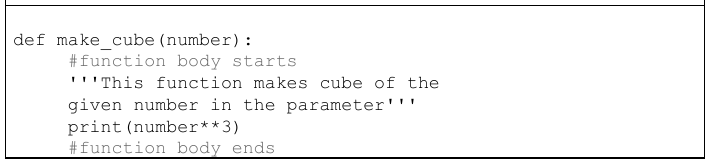 def make_cube(number):
#function body starts
'''This function makes cube of the
given number in the parameter'''
print(number**3)
#function body ends